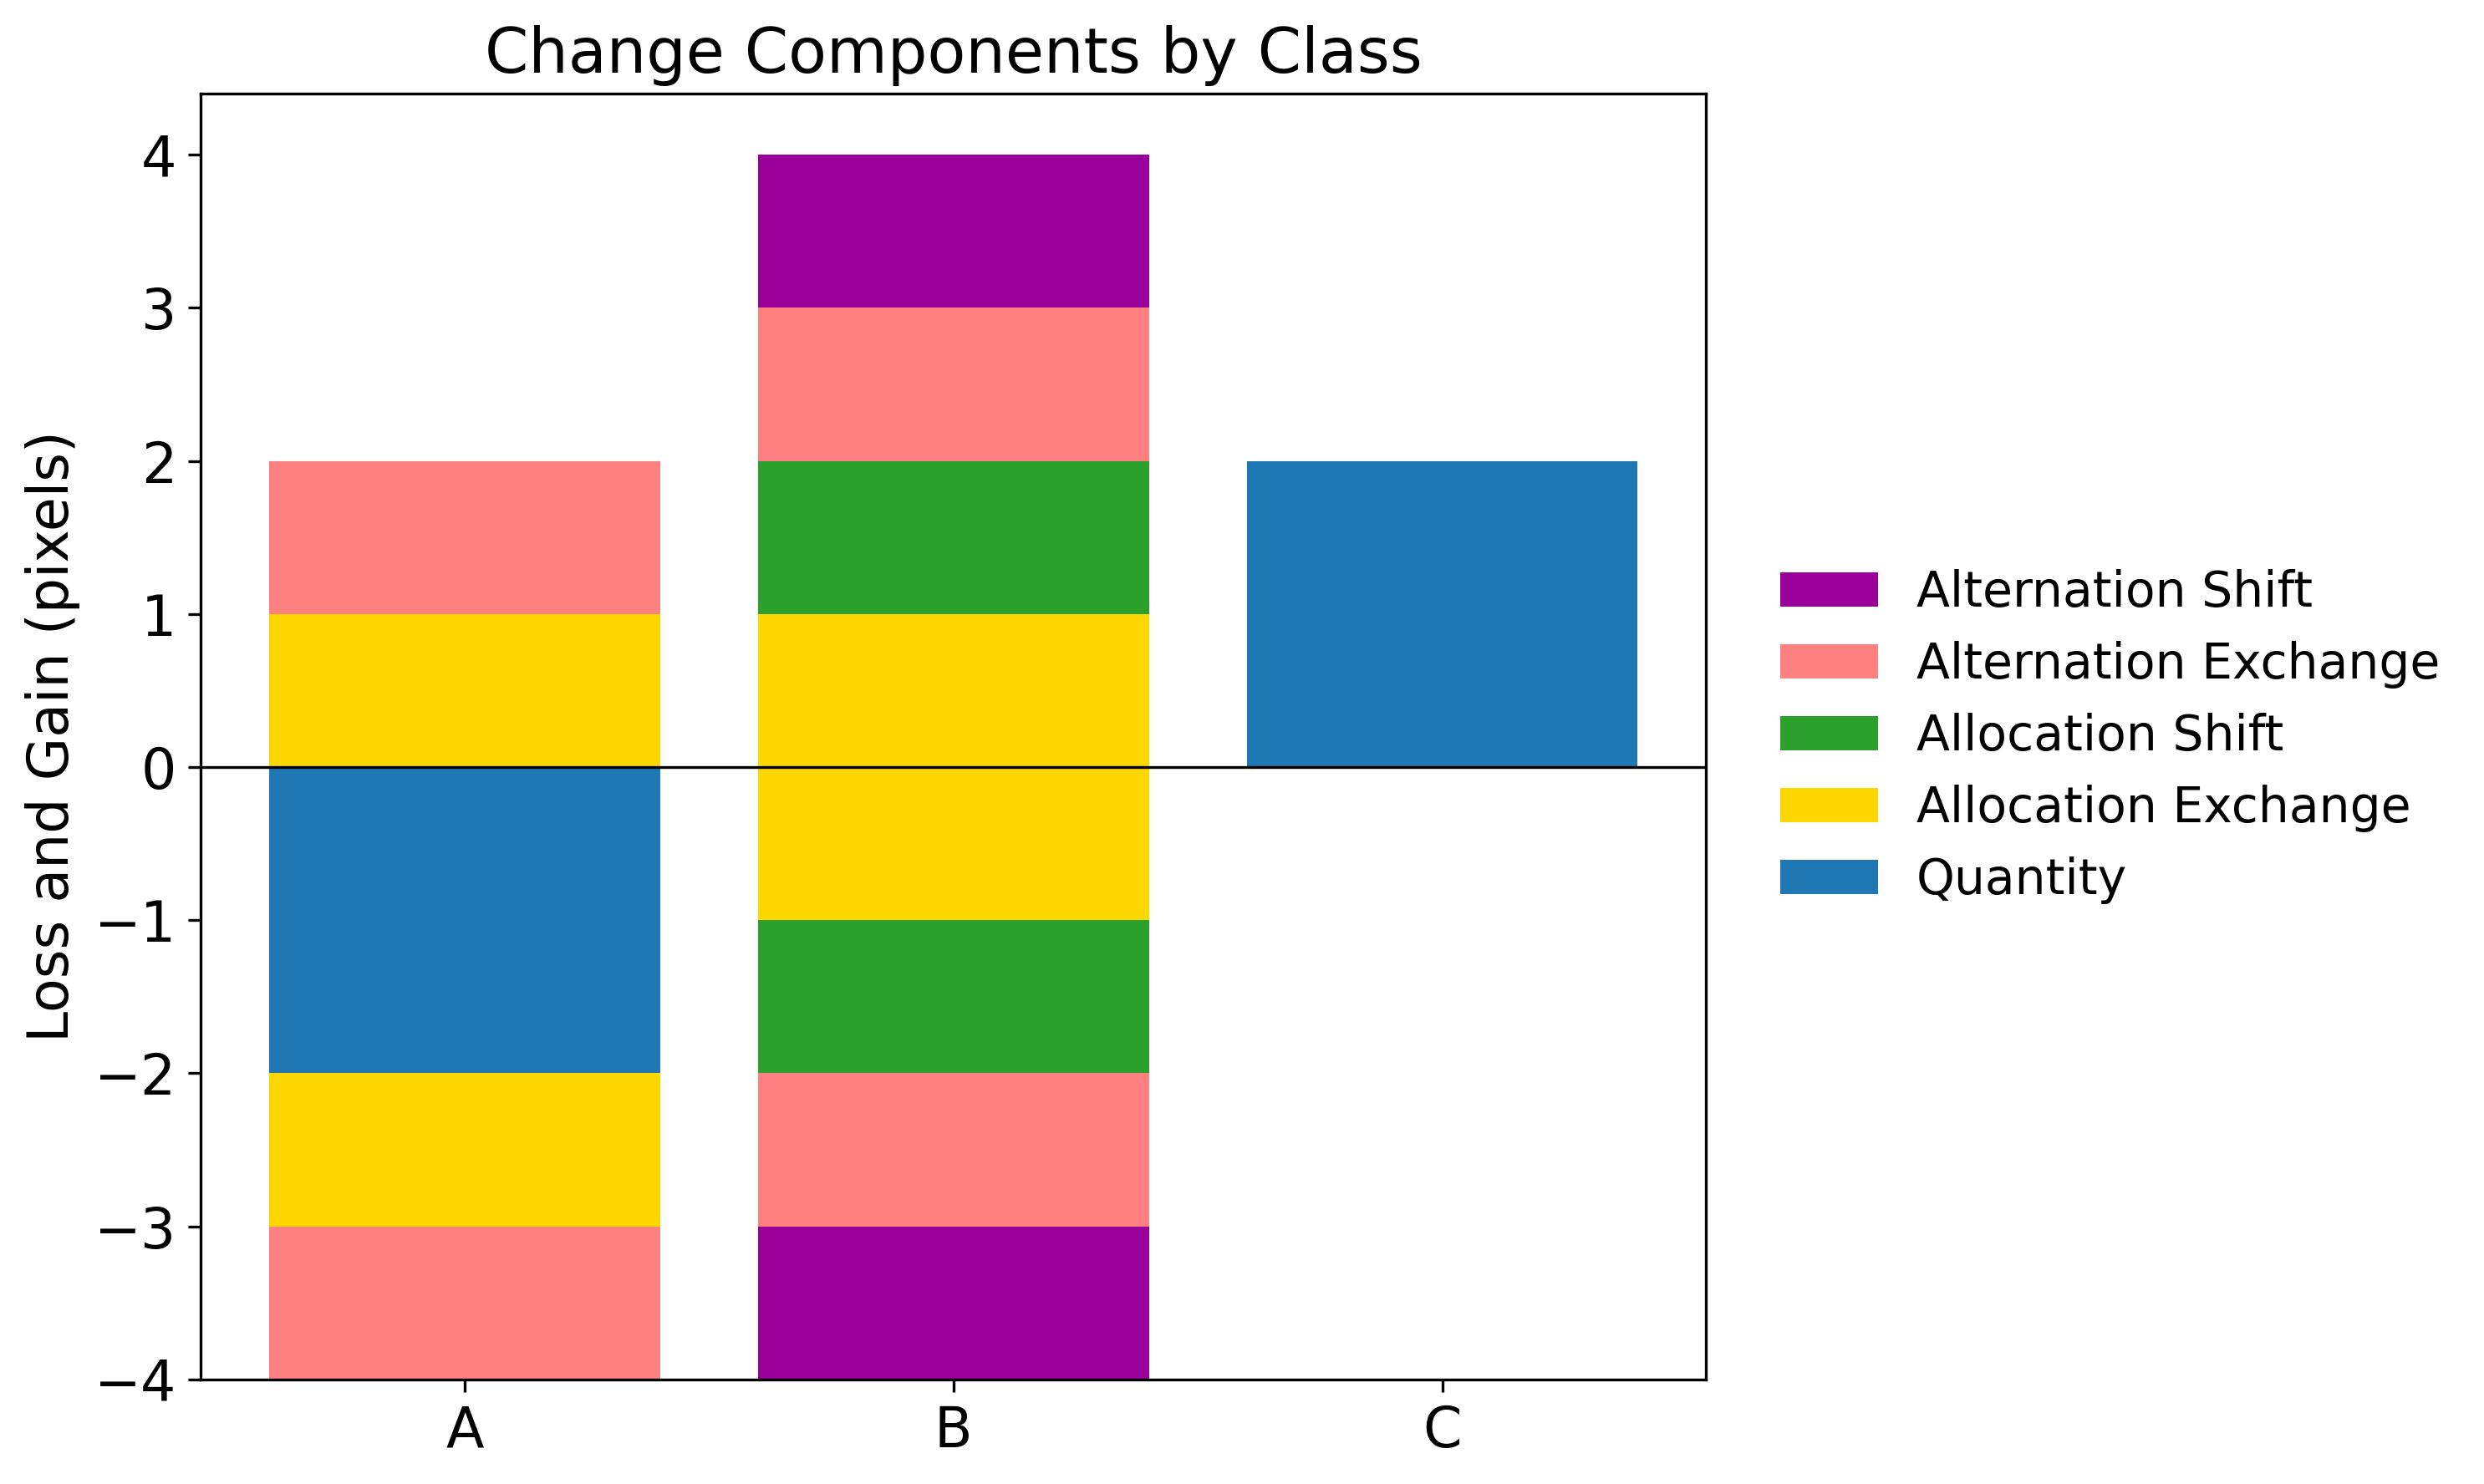 Change Components by Class
Loss and Gain (pixels)
4
3
2
1
0
−1
−2
−3
−4
A
B
C
Alternation Shift
Alternation Exchange
Allocation Shift
Allocation Exchange
Quantity